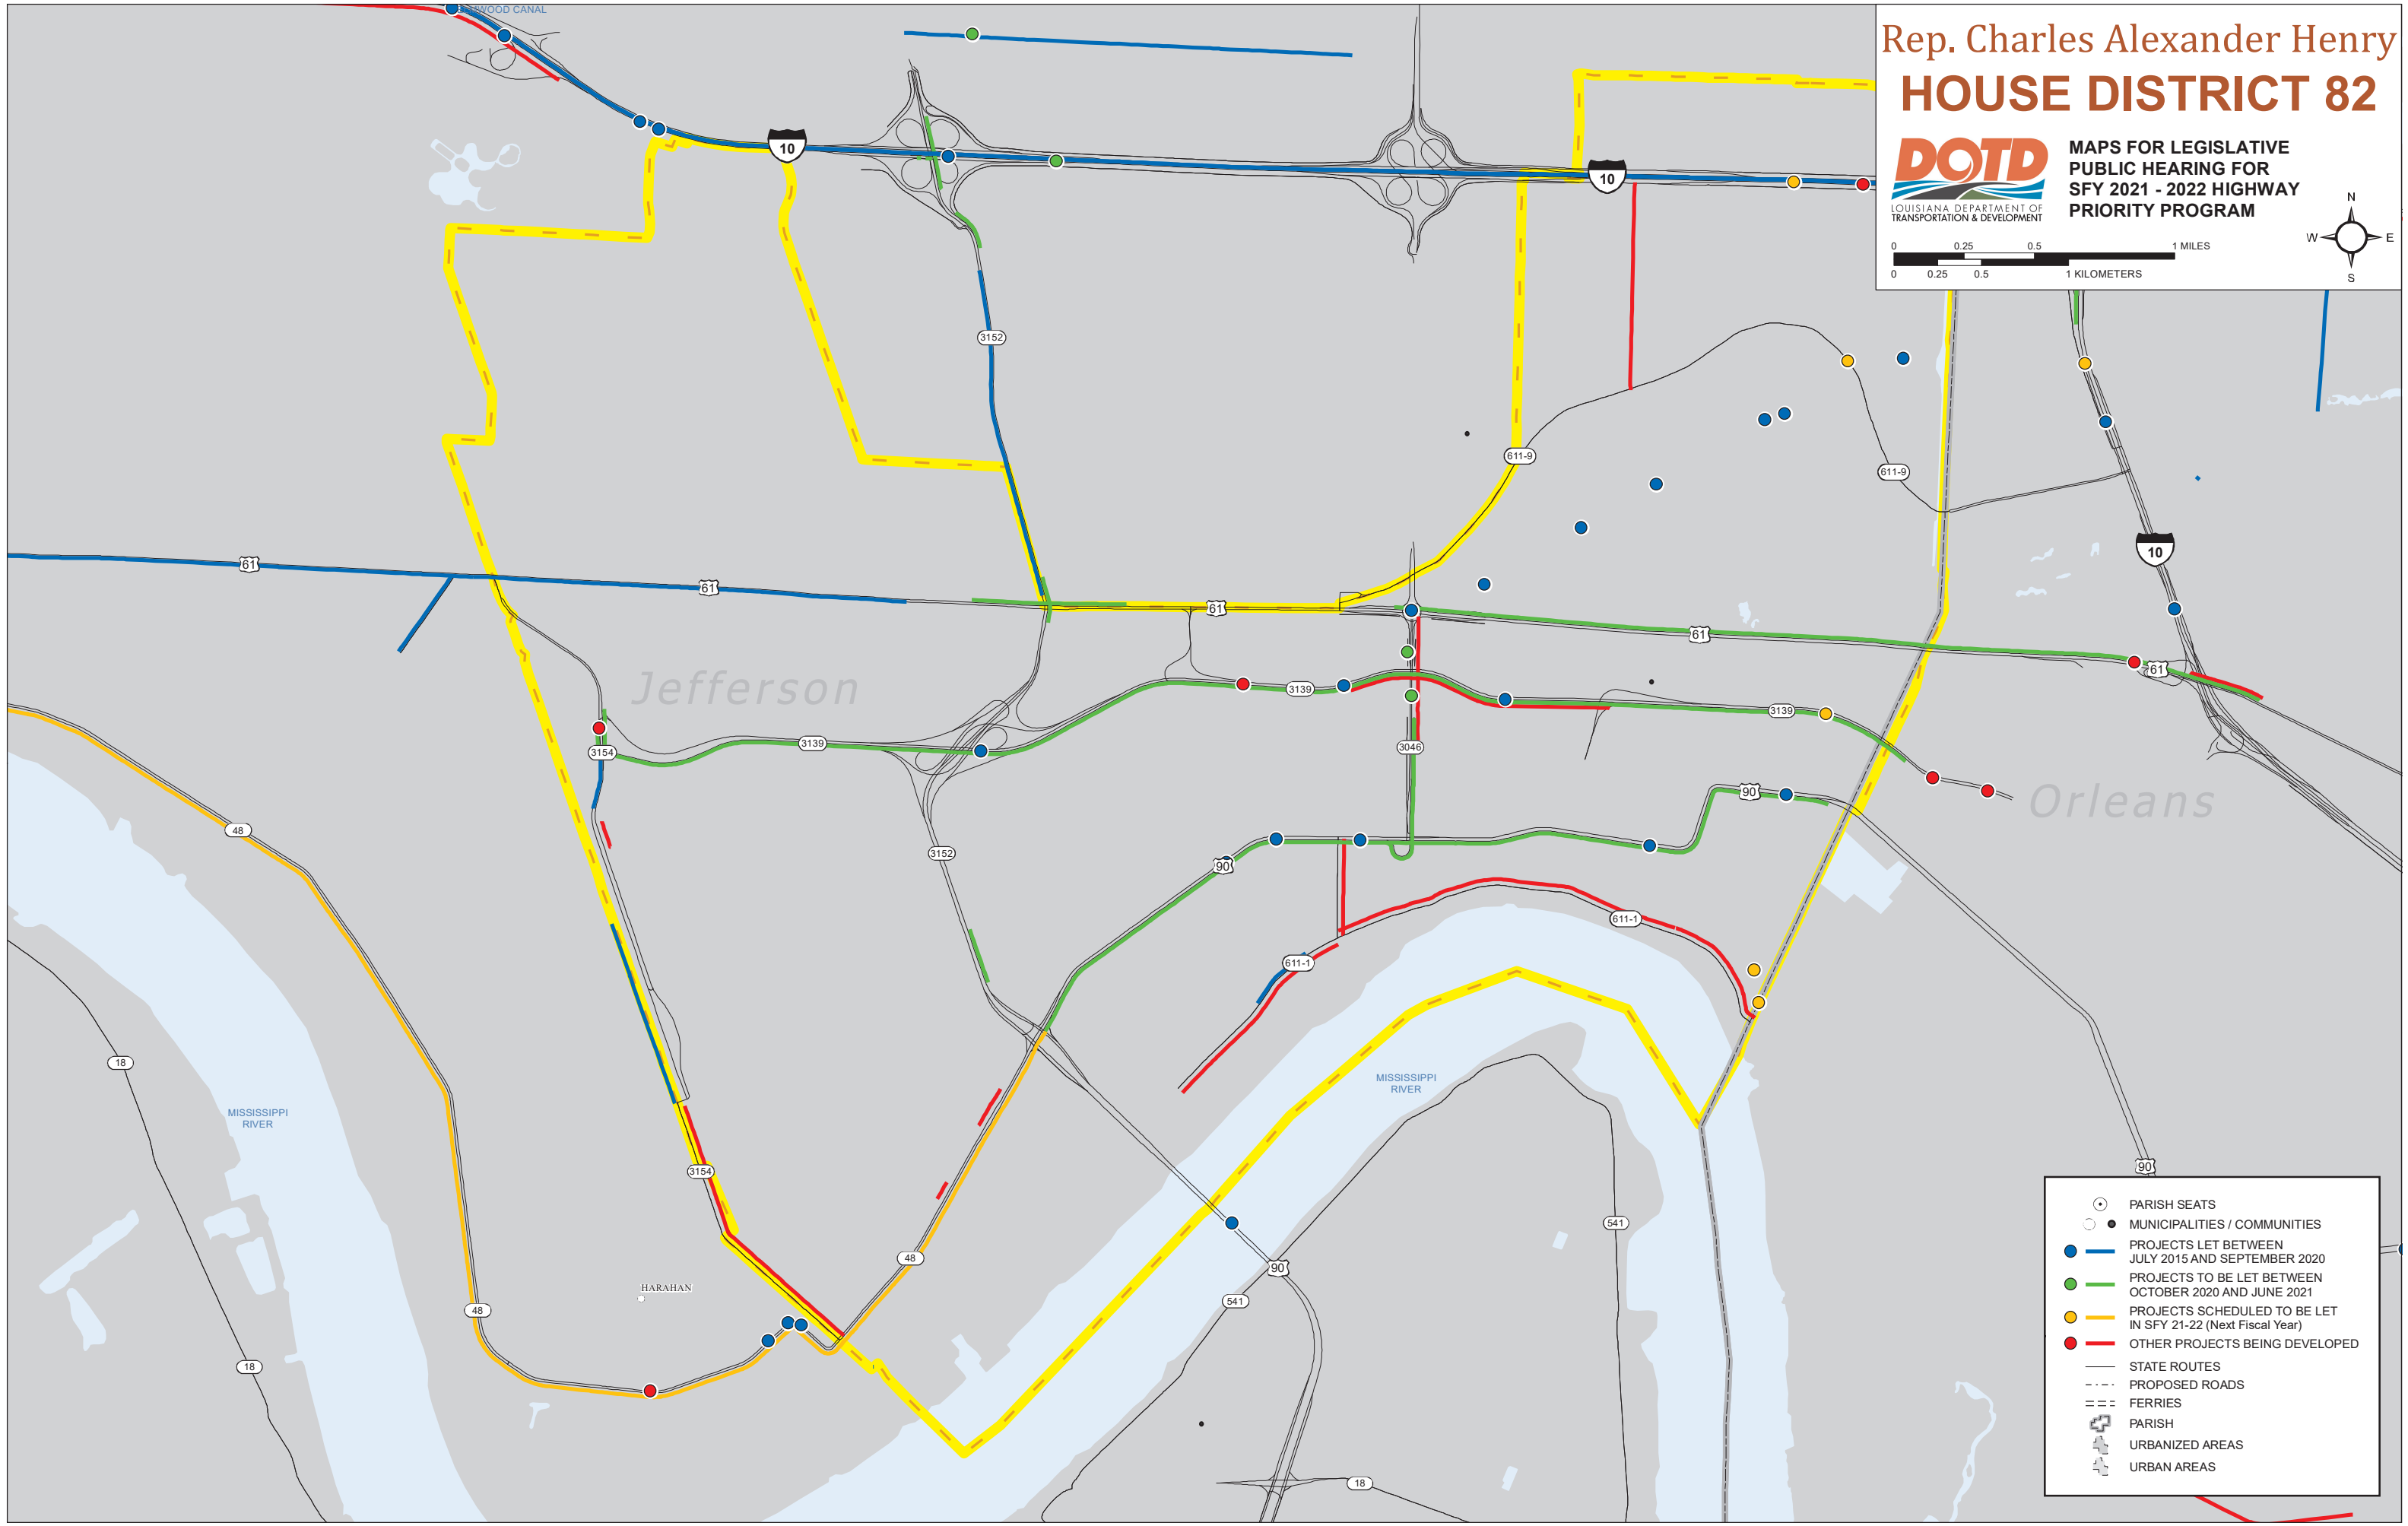 WOOD CANAL
Rep. Charles Alexander Henry
HOUSE DISTRICT 82
DOTD
LOUISIANA DEPARTMENT OF
TRANSPORTATION & DEVELOPMENT
MAPS FOR LEGISLATIVE
PUBLIC HEARING FOR
SFY 2021 - 2022 HIGHWAY
PRIORITY PROGRAM
N
W E
S
0 0.25 0.5 1 MILES
0 0.25 0.5 1 KILOMETERS
10
10
3152
611-9
611-9
10
61
61
61
61
61
Jefferson
3139
3139
3154
3139
3046
90
Orleans
48
3152
90
611-1
611-1
18
MISSISSIPPI
RIVER
MISSISSIPPI
RIVER
3154
90
541
48
90
HARAHAN
541
48
18
18
PARISH SEATS
MUNICIPALITIES / COMMUNITIES
PROJECTS LET BETWEEN
JULY 2015 AND SEPTEMBER 2020
PROJECTS TO BE LET BETWEEN
OCTOBER 2020 AND JUNE 2021
PROJECTS SCHEDULED TO BE LET
IN SFY 21-22 (Next Fiscal Year)
OTHER PROJECTS BEING DEVELOPED
STATE ROUTES
PROPOSED ROADS
FERRIES
PARISH
URBANIZED AREAS
URBAN AREAS